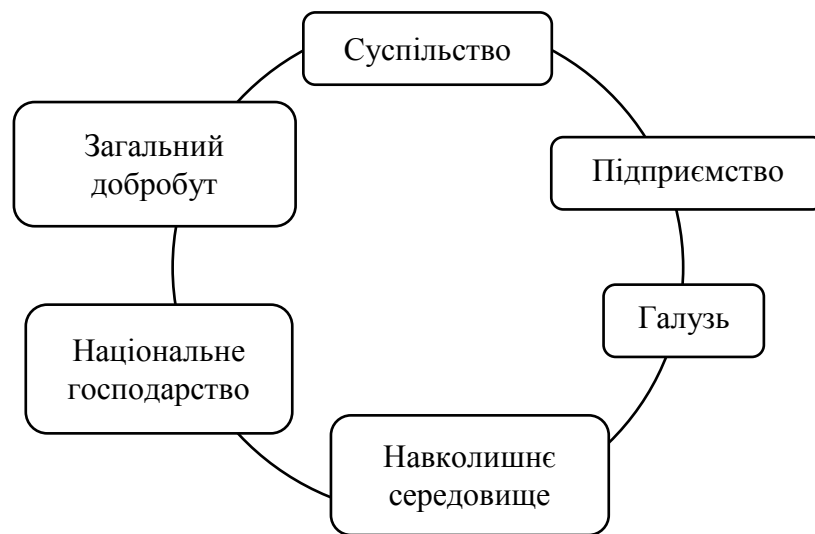 Суспільство
Загальний
добробут
Підприємство
Галузь
Національне
господарство
Навколишнє
середовище